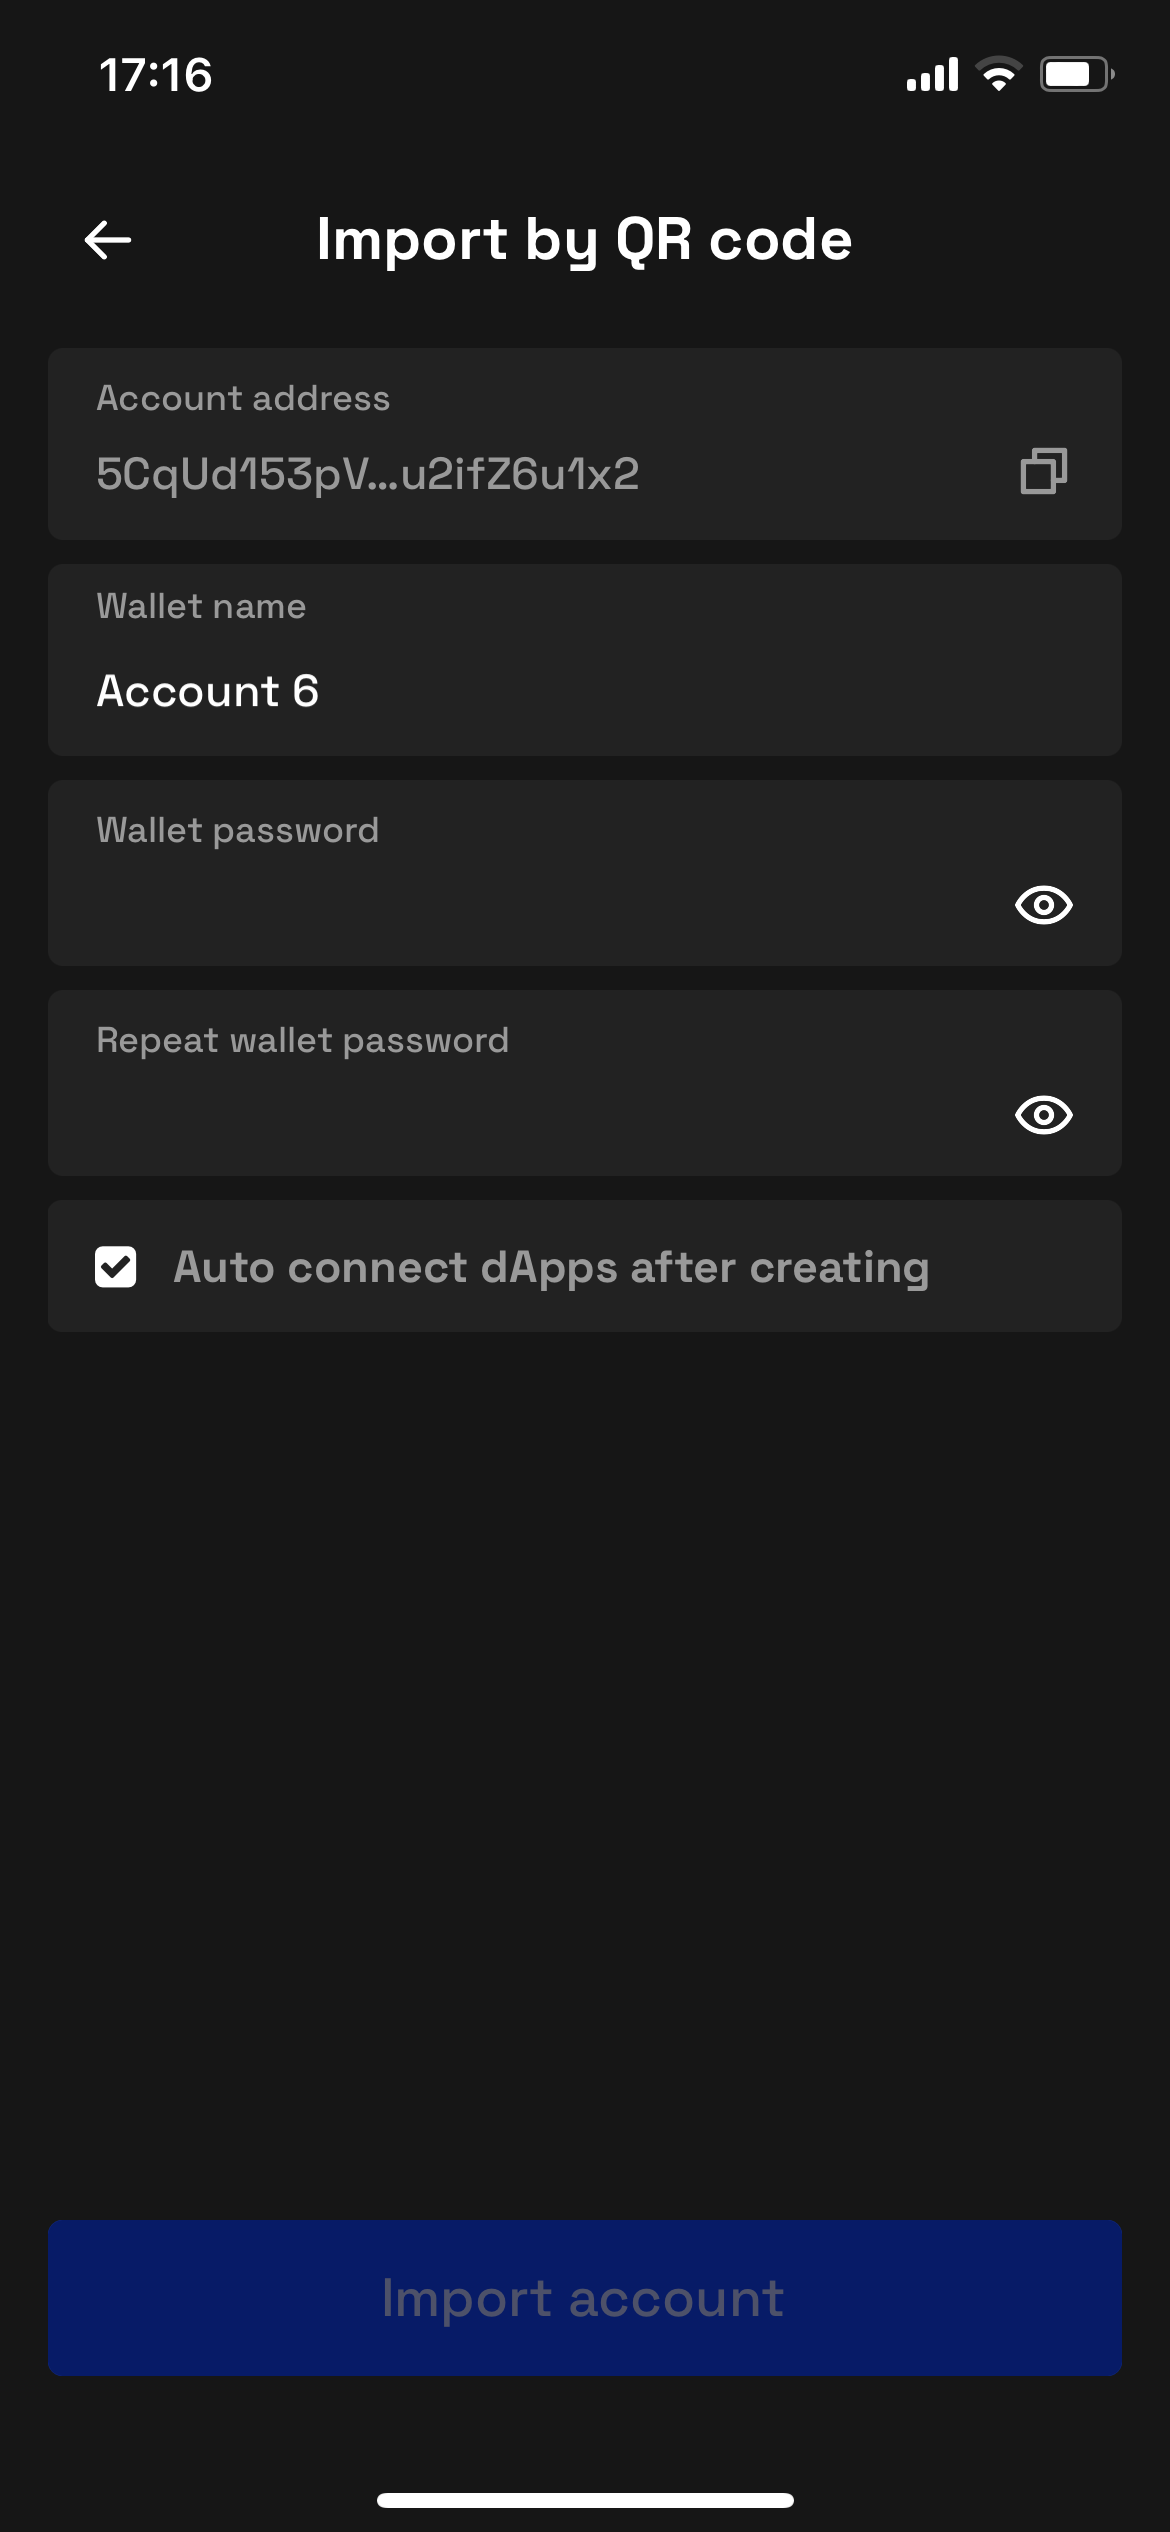 17:16
Import by QR code
Account address
5CqUd153pV...u2ifZ6u1x2
Wallet name
Account 6
Wallet password
Repeat wallet password
Auto connect dApps after creating
Import account